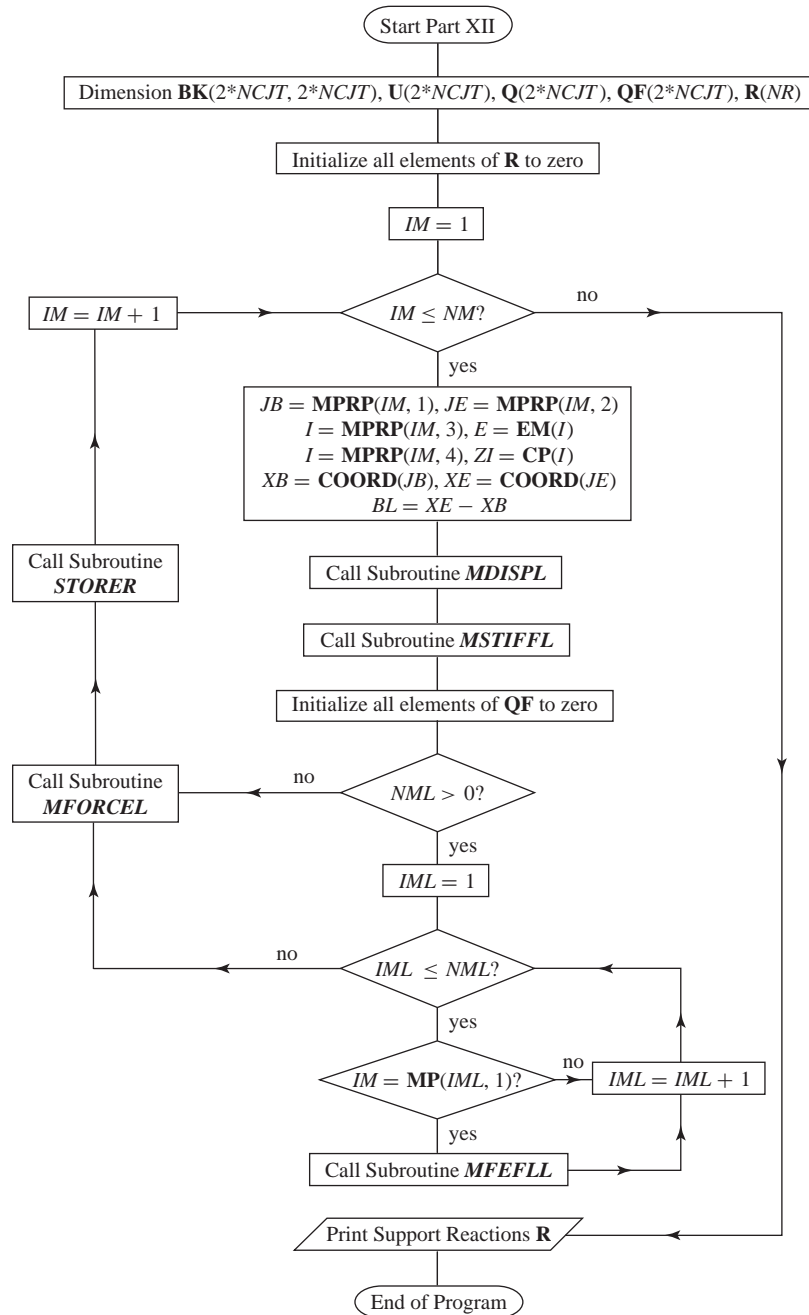 Start Part XII
Dimension BK(2*NCJT, 2*NCJT), U(2*NCJT), Q(2*NCJT), QF(2*NCJT), R(NR)
Initialize all elements of R to zero
IM = 1
IM = IM + 1
IM ≤ NM?
no
yes
JB = MPRP(IM, 1), JE = MPRP(IM, 2)
I = MPRP(IM, 3), E = EM(I)
I = MPRP(IM, 4), ZI = CP(I)
XB = COORD(JB), XE = COORD(JE)
BL = XE − XB
Call Subroutine
STORER
Call Subroutine MDISPL
Call Subroutine MSTIFFL
Initialize all elements of QF to zero
Call Subroutine
MFORCEL
no
NML > 0?
yes
IML = 1
no
IML ≤ NML?
yes
IM = MP(IML, 1)?
no
IML = IML + 1
yes
Call Subroutine MFEFLL
Print Support Reactions R
End of Program